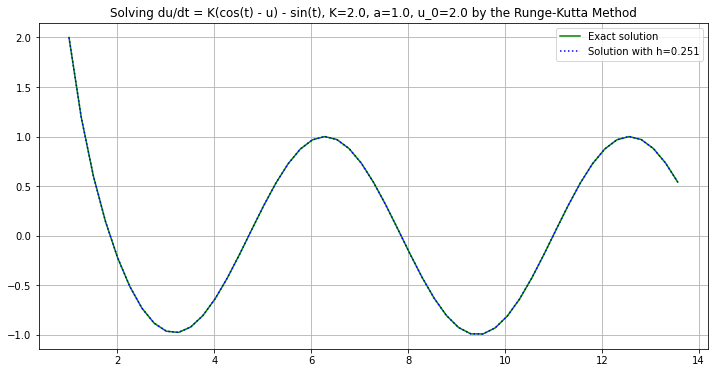 Solving du/dt = K(cos(t) - u) - sin(t), K=2.0, a=1.0, u_0=2.0 by the Runge-Kutta Method
Exact solution
Solution with h=0.251
2.0
1.5
1.0
0.5
0.0
−0.5
−1.0
2 4 6 8 10 12 14